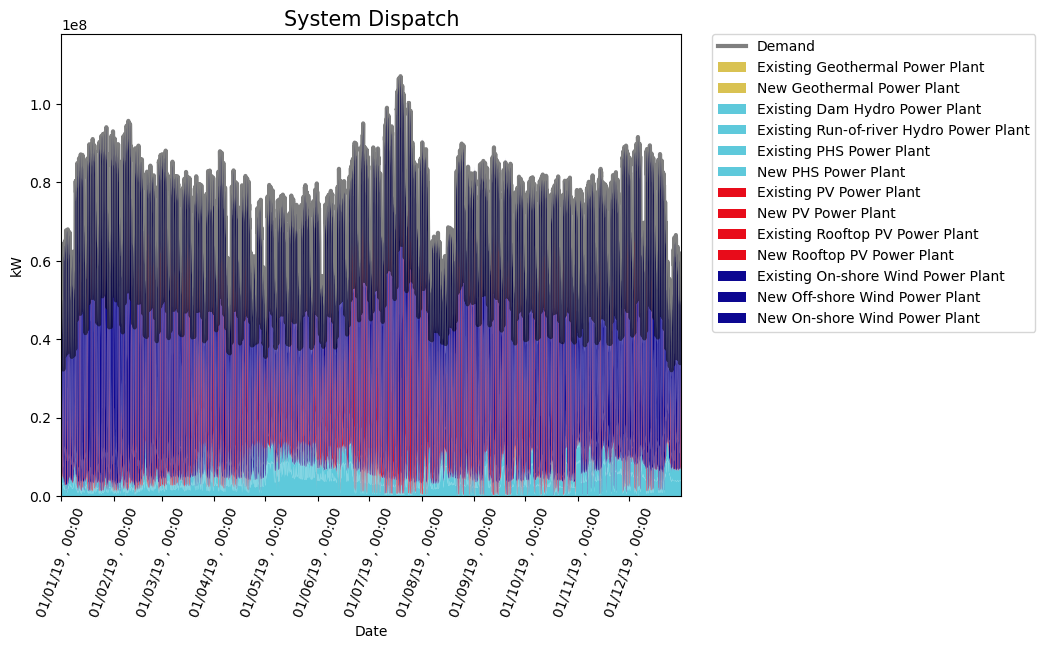 System Dispatch
1e8
1.0
0.8
0.6
0.4
0.2
0.0
kW
01/01/19 , 00:00
01/02/19 , 00:00
01/03/19 , 00:00
01/04/19 , 00:00
01/05/19 , 00:00
01/06/19 , 00:00
01/07/19 , 00:00
01/08/19 , 00:00
01/09/19 , 00:00
01/10/19 , 00:00
01/11/19 , 00:00
01/12/19 , 00:00
Date
Demand
Existing Geothermal Power Plant
New Geothermal Power Plant
Existing Dam Hydro Power Plant
Existing Run-of-river Hydro Power Plant
Existing PHS Power Plant
New PHS Power Plant
Existing PV Power Plant
New PV Power Plant
Existing Rooftop PV Power Plant
New Rooftop PV Power Plant
Existing On-shore Wind Power Plant
New Off-shore Wind Power Plant
New On-shore Wind Power Plant